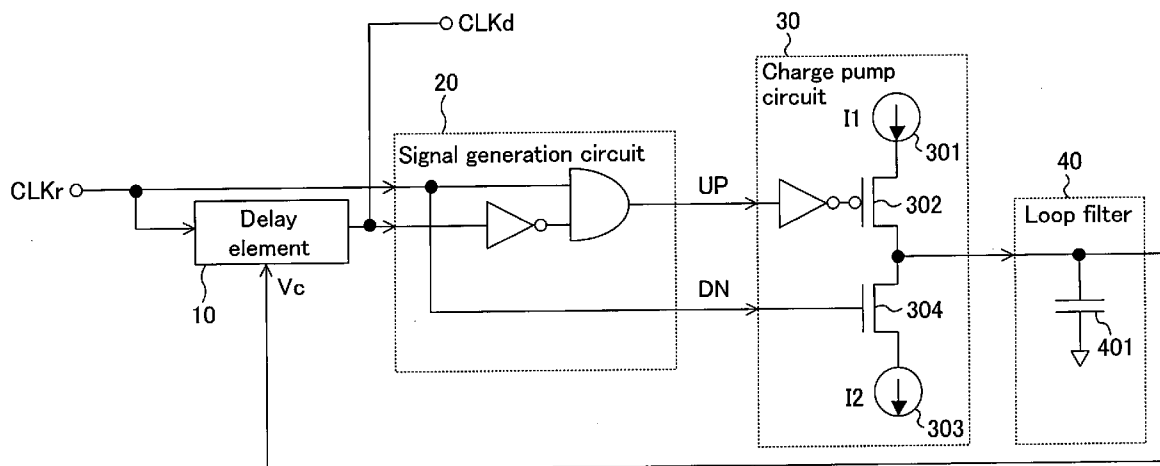 CLKd
30
Charge pump
circuit
20
I1
301
Signal generation circuit
40
CLKr
UP
302
Loop filter
Delay
element
Vc
10
DN
304
401
I2
303